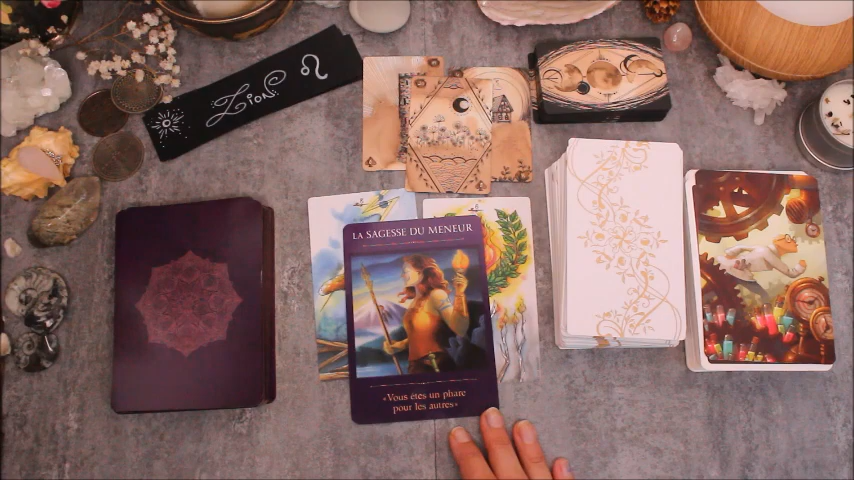 Lion ♌
LA SAGESSE DU MENEUR
«Vous êtes un phare
pour les autres»